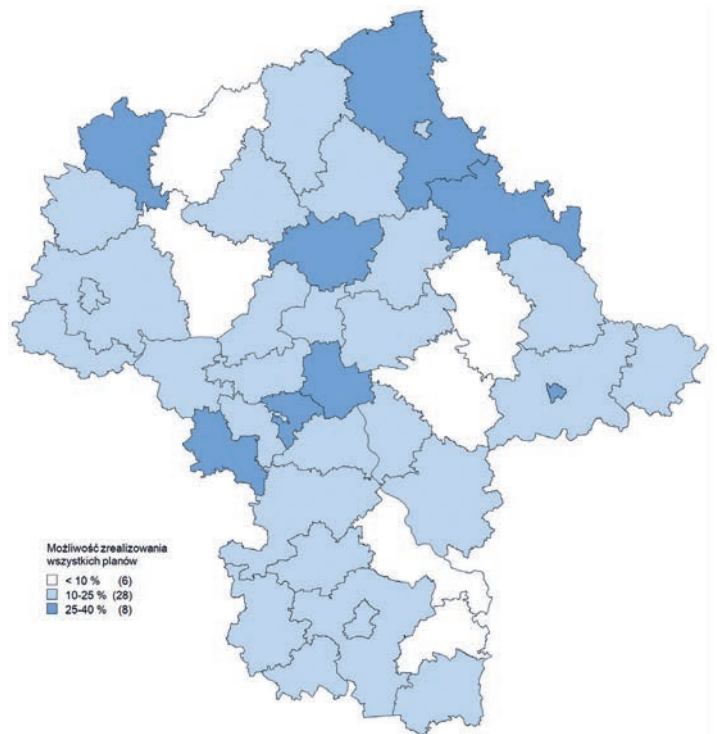 Możliwość zrealizowania
wszystkich planów
< 10 % (6)
10-25 % (28)
25-40 % (8)